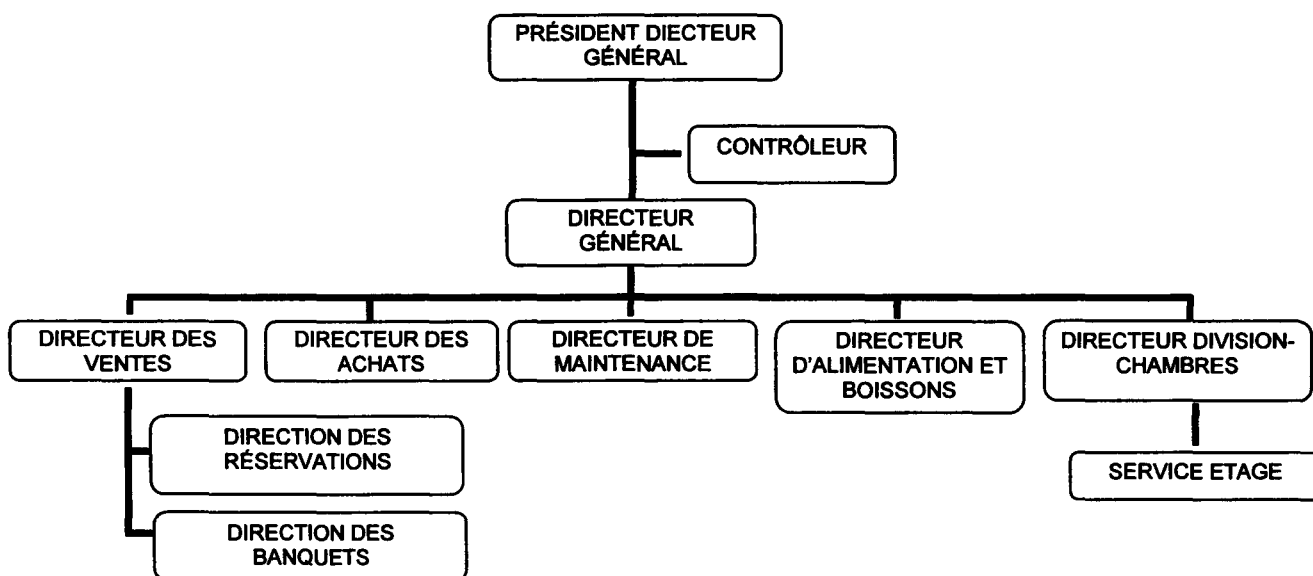 PRÉSIDENT DIECTEUR
GÉNÉRAL
CONTRÔLEUR
DIRECTEUR
GÉNÉRAL
DIRECTEUR DES
VENTES
DIRECTEUR DES
ACHATS
DIRECTEUR DE
MAINTENANCE
DIRECTEUR
D'ALIMENTATION ET
BOISSONS
DIRECTEUR DIVISION-
CHAMBRES
DIRECTION DES
RÉSERVATIONS
SERVICE ETAGE
DIRECTION DES
BANQUETS